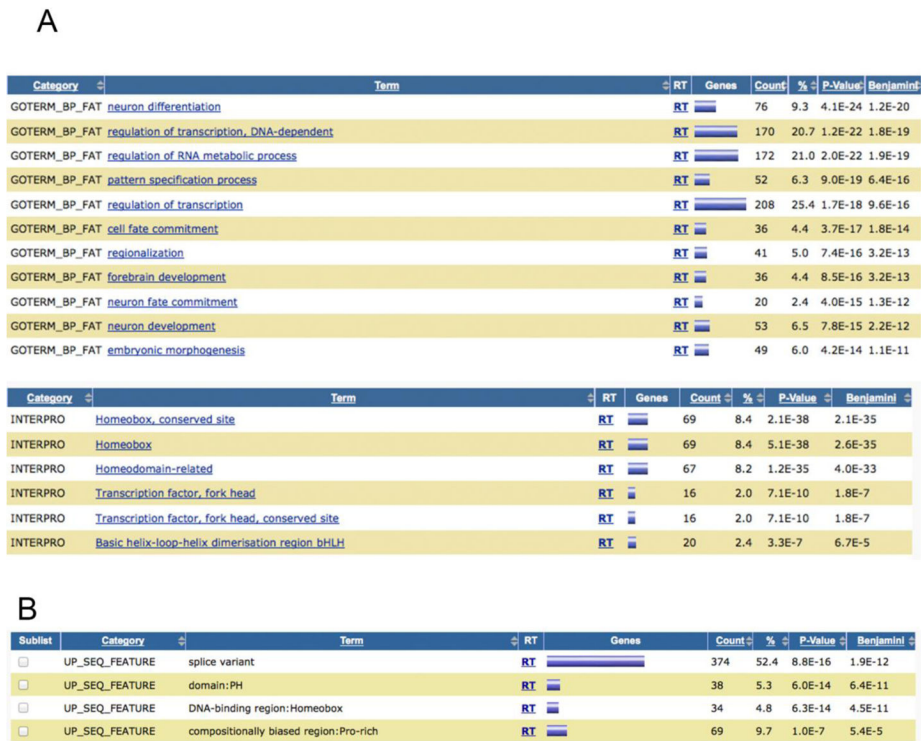 A
Category Term RT Genes Count % P-Value Benjamini
GOTERM_BP_FAT neuron differentiation RT 76 9.3 4.1E-24 1.2E-20
GOTERM_BP_FAT regulation of transcription, DNA-dependent RT 170 20.7 1.2E-22 1.8E-19
GOTERM_BP_FAT regulation of RNA metabolic process RT 172 21.0 2.0E-22 1.9E-19
GOTERM_BP_FAT pattern specification process RT 52 6.3 9.0E-19 6.4E-16
GOTERM_BP_FAT regulation of transcription RT 208 25.4 1.7E-18 9.6E-16
GOTERM_BP_FAT cell fate commitment RT 36 4.4 3.7E-17 1.8E-14
GOTERM_BP_FAT regionalization RT 41 5.0 7.4E-16 3.2E-13
GOTERM_BP_FAT forebrain development RT 36 4.4 8.5E-16 3.2E-13
GOTERM_BP_FAT neuron fate commitment RT 20 2.4 4.0E-15 1.3E-12
GOTERM_BP_FAT neuron development RT 53 6.5 7.8E-15 2.2E-12
GOTERM_BP_FAT embryonic morphogenesis RT 49 6.0 4.2E-14 1.1E-11
Category Term RT Genes Count % P-Value Benjamini
INTERPRO Homeobox, conserved site RT 69 8.4 2.1E-38 2.1E-35
INTERPRO Homeobox RT 69 8.4 5.1E-38 2.6E-35
INTERPRO Homeodomain-related RT 67 8.2 1.2E-35 4.0E-33
INTERPRO Transcription factor, fork head RT 16 2.0 7.1E-10 1.8E-7
INTERPRO Transcription factor, fork head, conserved site RT 16 2.0 7.1E-10 1.8E-7
INTERPRO Basic helix-loop-helix dimerisation region bHLH RT 20 2.4 3.3E-7 6.7E-5
B
Sublist Category Term RT Genes Count % P-Value Benjamini
UP_SEQ_FEATURE splice variant RT 374 52.4 8.8E-16 1.9E-12
UP_SEQ_FEATURE domain:PH RT 38 5.3 6.0E-14 6.4E-11
UP_SEQ_FEATURE DNA-binding region:Homeobox RT 34 4.8 6.3E-14 4.5E-11
UP_SEQ_FEATURE compositionally biased region:Pro-rich RT 69 9.7 1.0E-7 5.4E-5